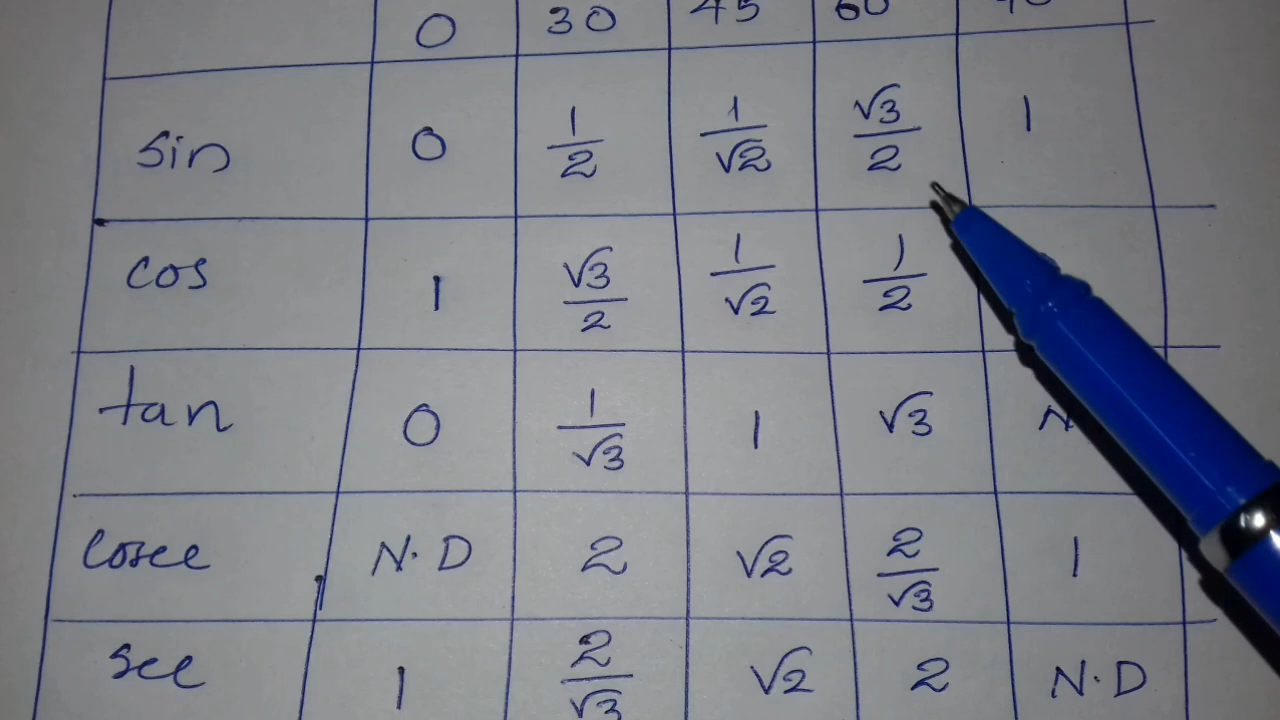 0 30 45 60
sin 0 1/2 1/√2 √3/2 1
cos 1 √3/2 1/√2 1/2
tan 0 1/√3 1 √3 N
cosec N.D 2 √2 2/√3 1
sec 1 2/√3 √2 2 N.D